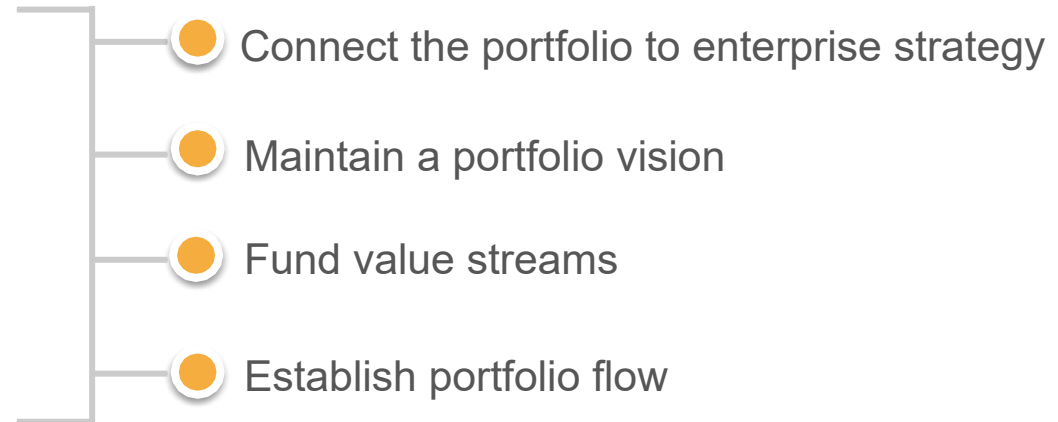 Connect the portfolio to enterprise strategy
Maintain a portfolio vision
Fund value streams
Establish portfolio flow